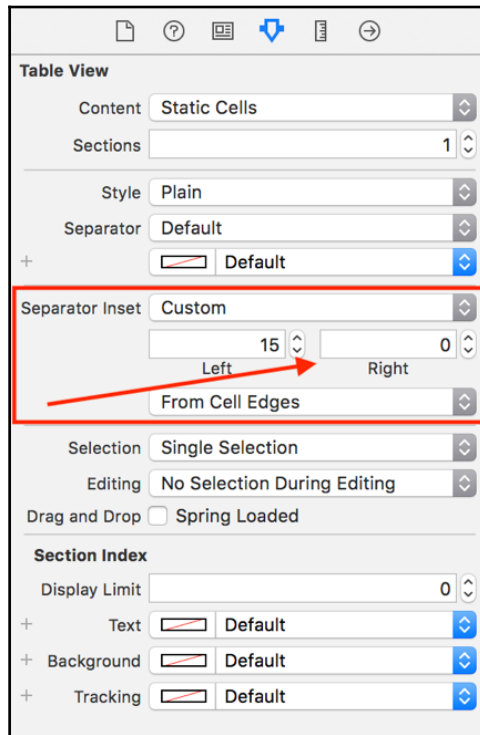 Table View
Content Static Cells
Sections 1
Style Plain
Separator Default
+ Default
Separator Inset Custom
15 0
Left Right
From Cell Edges
Selection Single Selection
Editing No Selection During Editing
Drag and Drop Spring Loaded
Section Index
Display Limit 0
+ Text Default
+ Background Default
+ Tracking Default